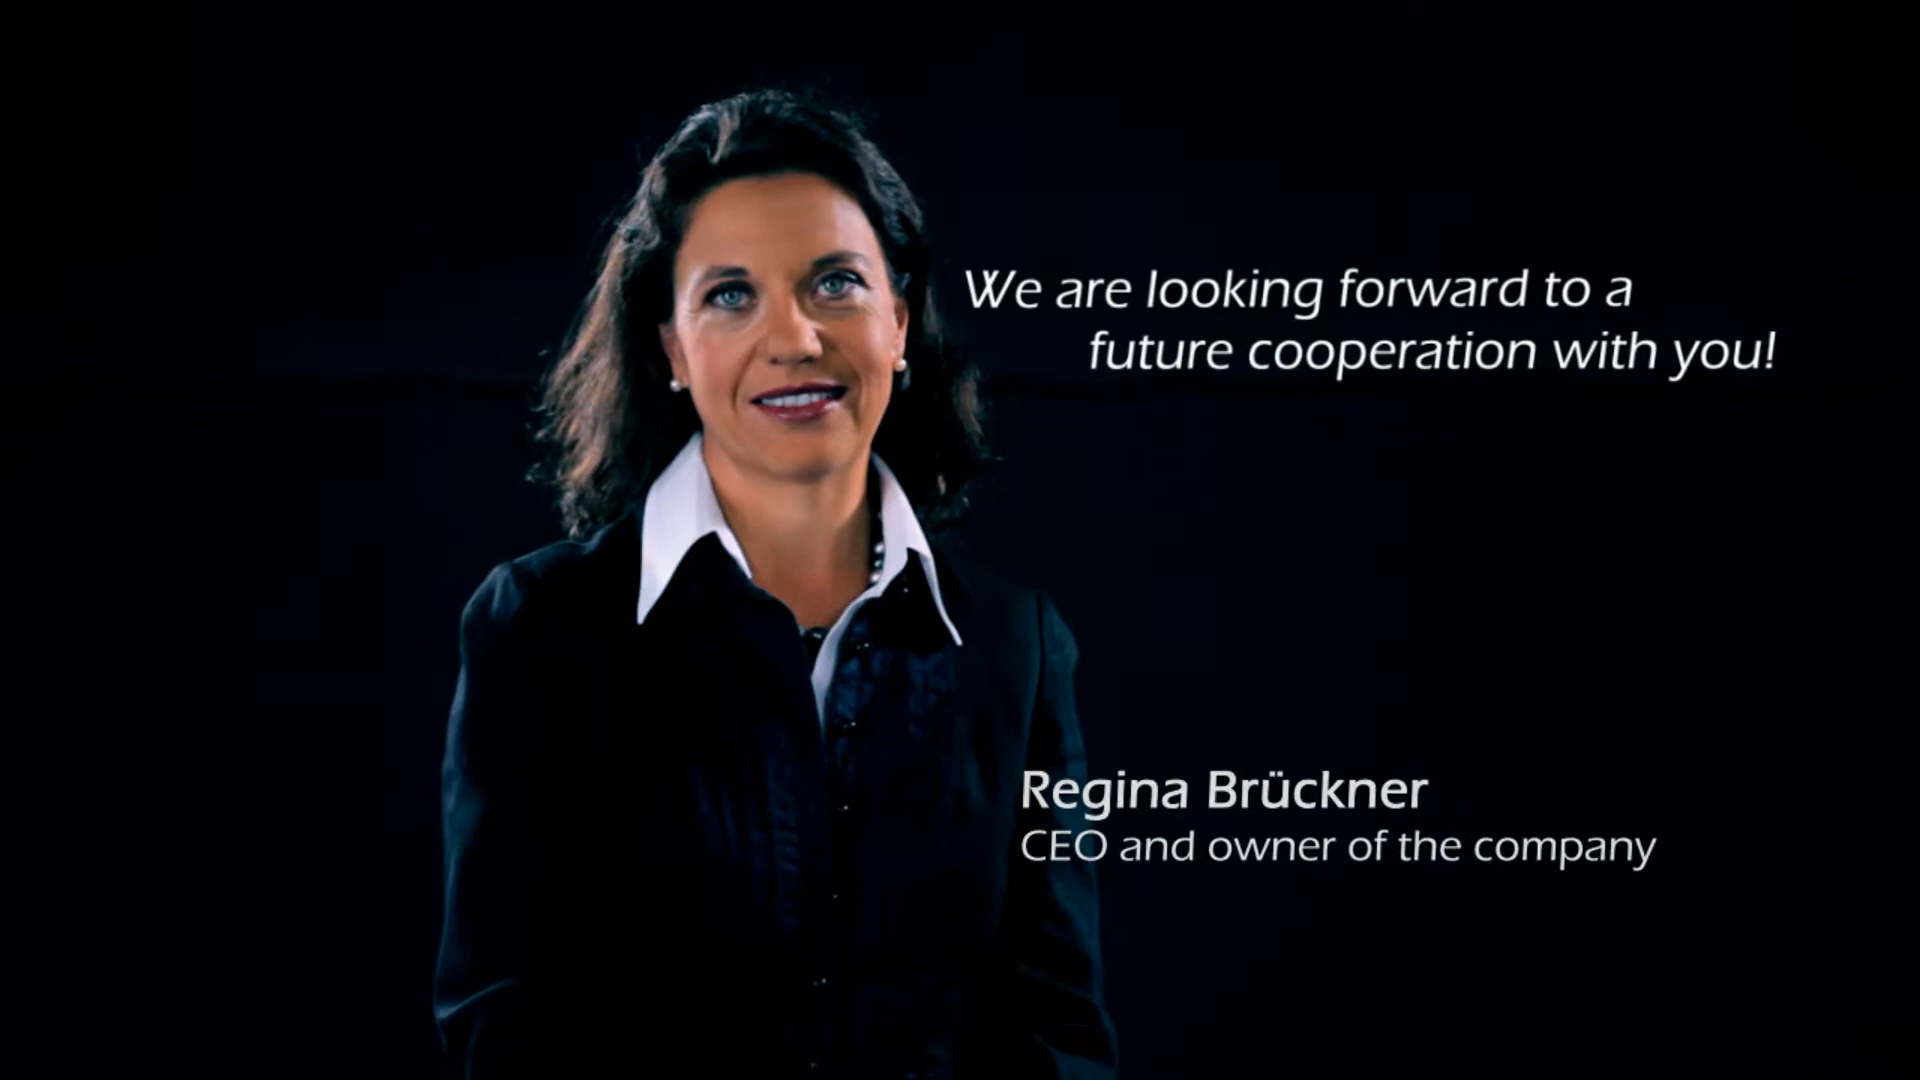 We are looking forward to a
future cooperation with you!
Regina Brückner
CEO and owner of the company